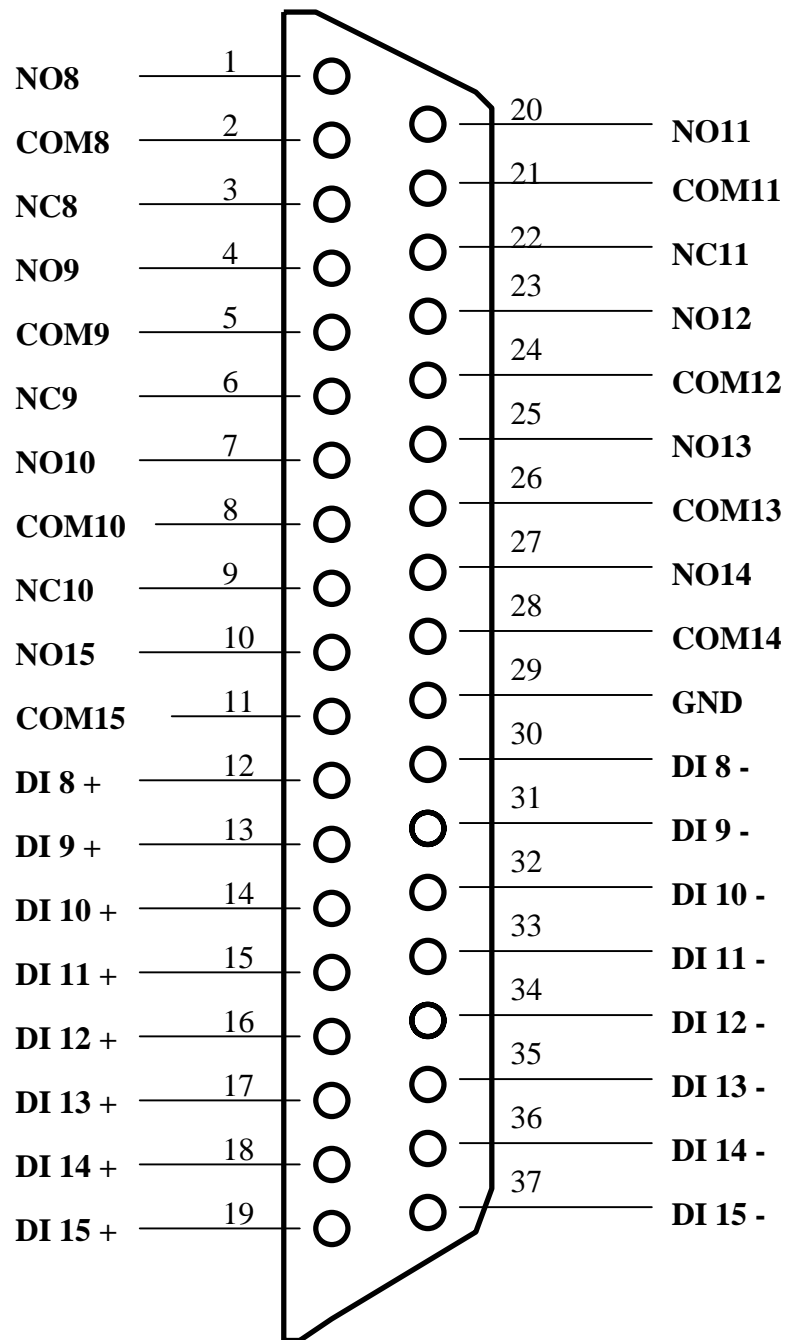 NO8 1
COM8 2
NC8 3
NO9 4
COM9 5
NC9 6
NO10 7
COM10 8
NC10 9
NO15 10
COM15 11
DI 8 + 12
DI 9 + 13
DI 10 + 14
DI 11 + 15
DI 12 + 16
DI 13 + 17
DI 14 + 18
DI 15 + 19
20 NO11
21 COM11
22 NC11
23 NO12
24 COM12
25 NO13
26 COM13
27 NO14
28 COM14
29 GND
30 DI 8 -
31 DI 9 -
32 DI 10 -
33 DI 11 -
34 DI 12 -
35 DI 13 -
36 DI 14 -
37 DI 15 -